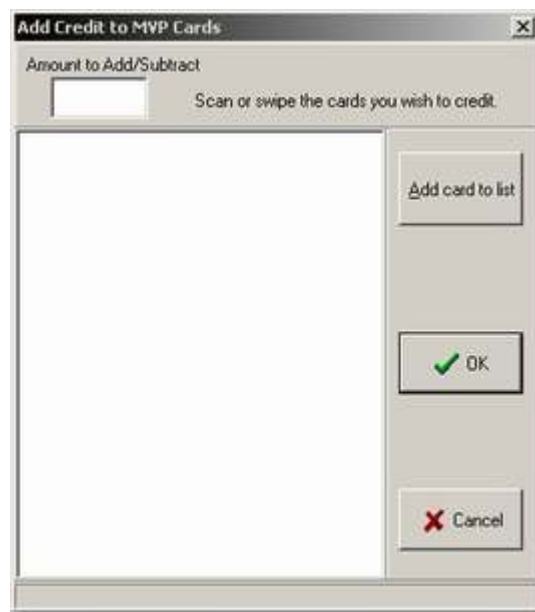 Add Credit to MVP Cards
Amount to Add/Subtract
Scan or swipe the cards you wish to credit.
Add card to list
OK
Cancel